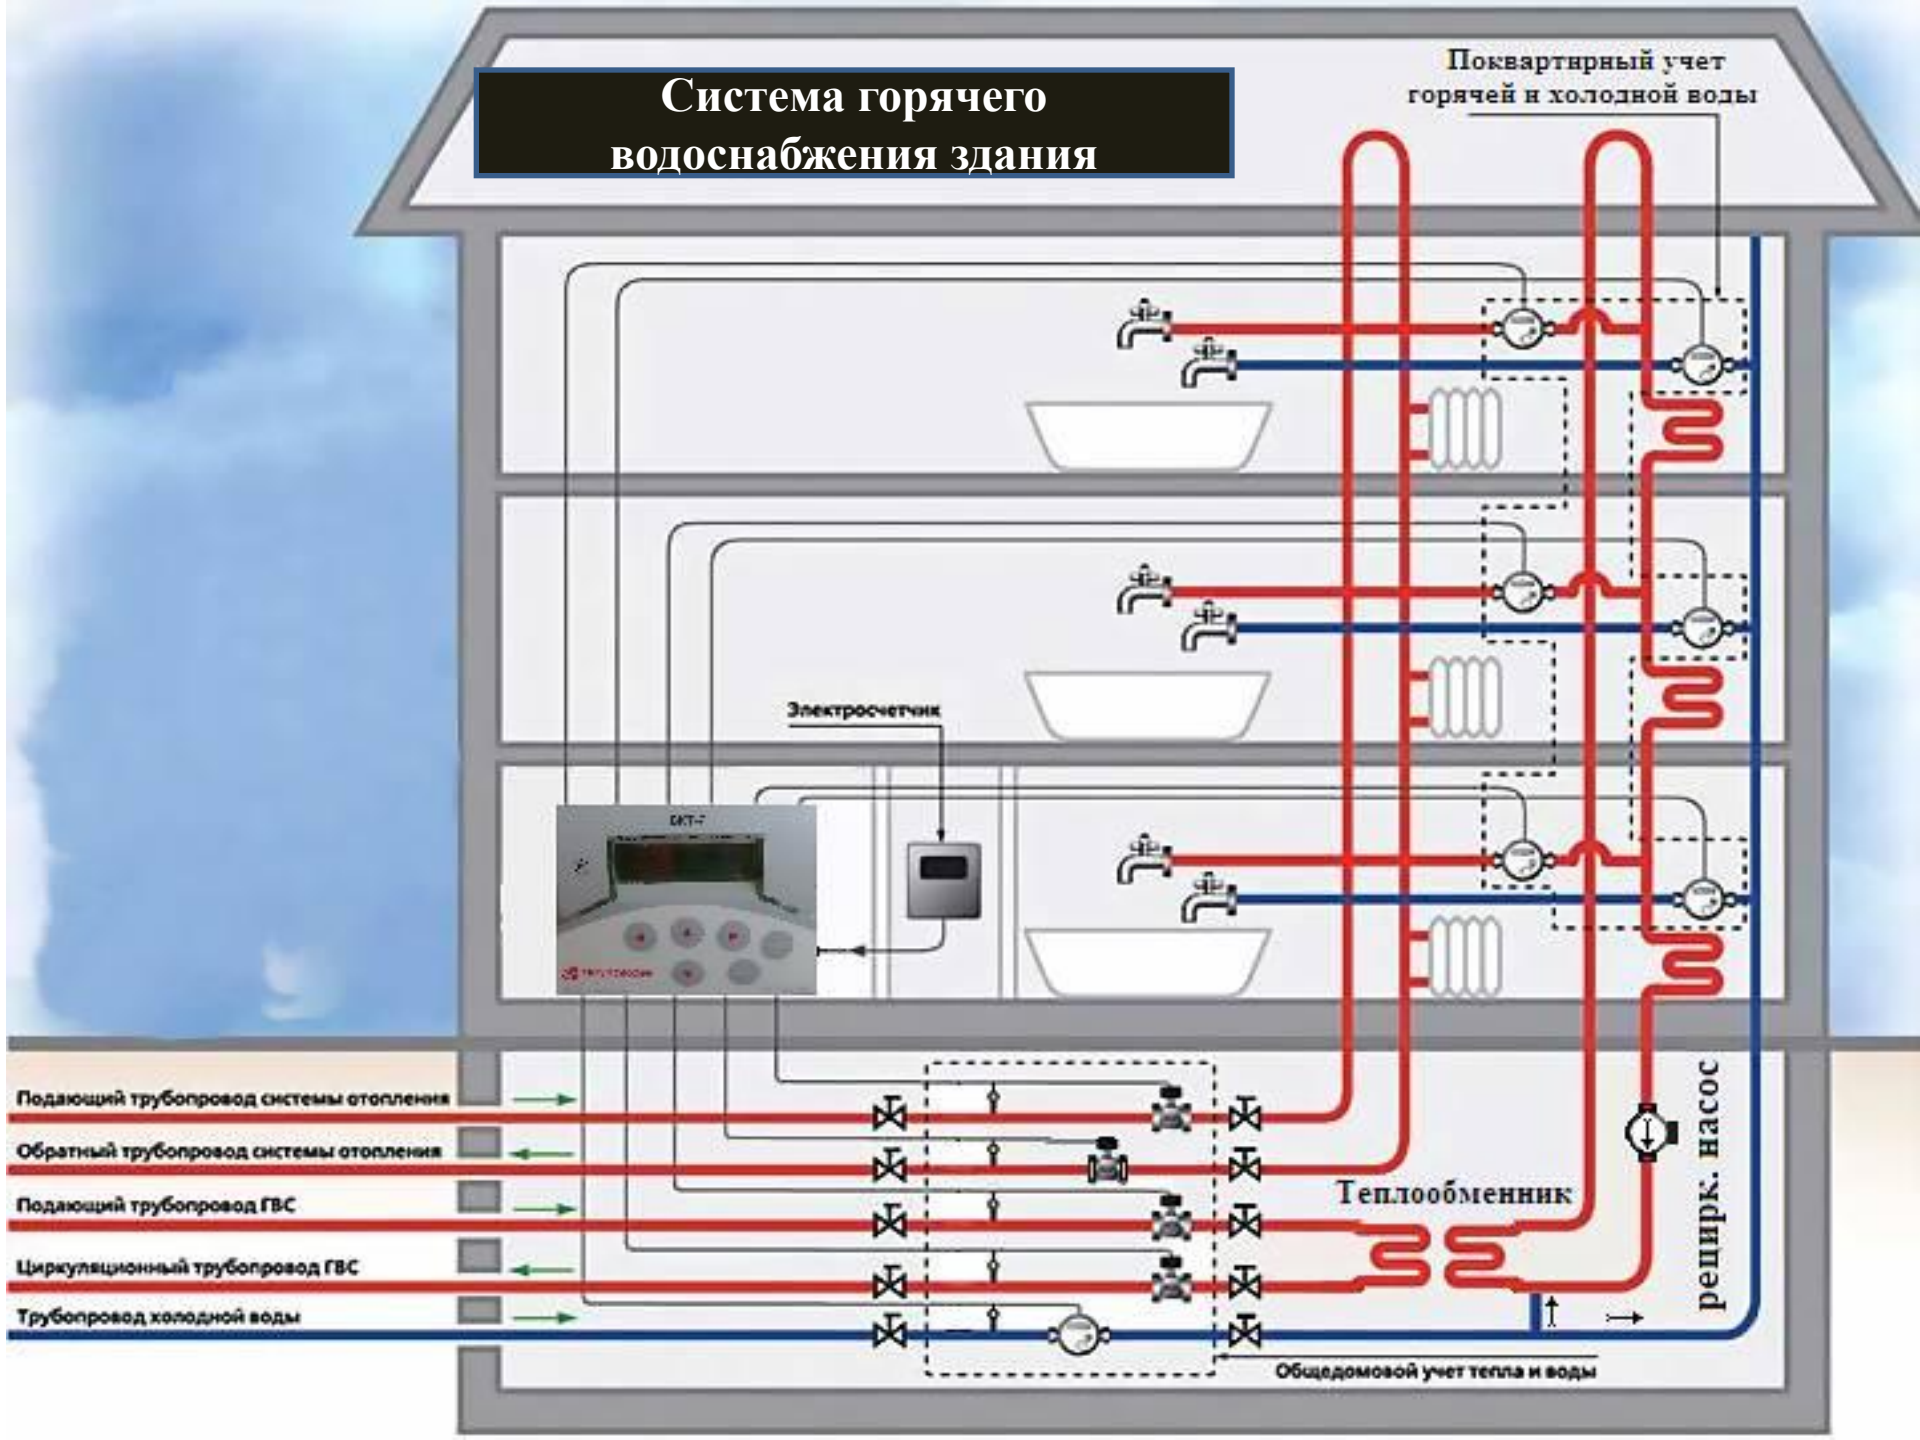 Система горячего
водоснабжения здания
Поквартирный учет
горячей и холодной воды
Электросчетчик
Подающий трубопровод системы отопления
Обратный трубопровод системы отопления
Подающий трубопровод ГВС
Циркуляционный трубопровод ГВС
Трубопровод холодной воды
Теплообменник
рецирк. насос
Общедомовой учет тепла и воды